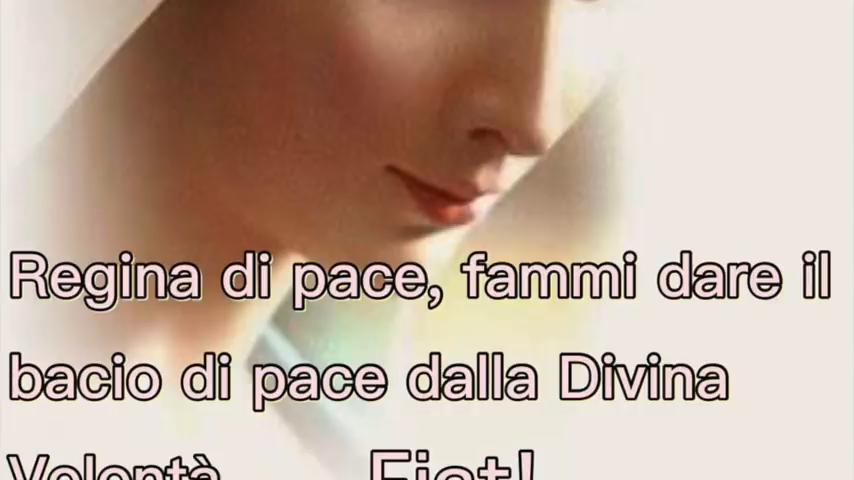 Regina di pace, fammi dare il
bacio di pace dalla Divina
Volontà Fiat!